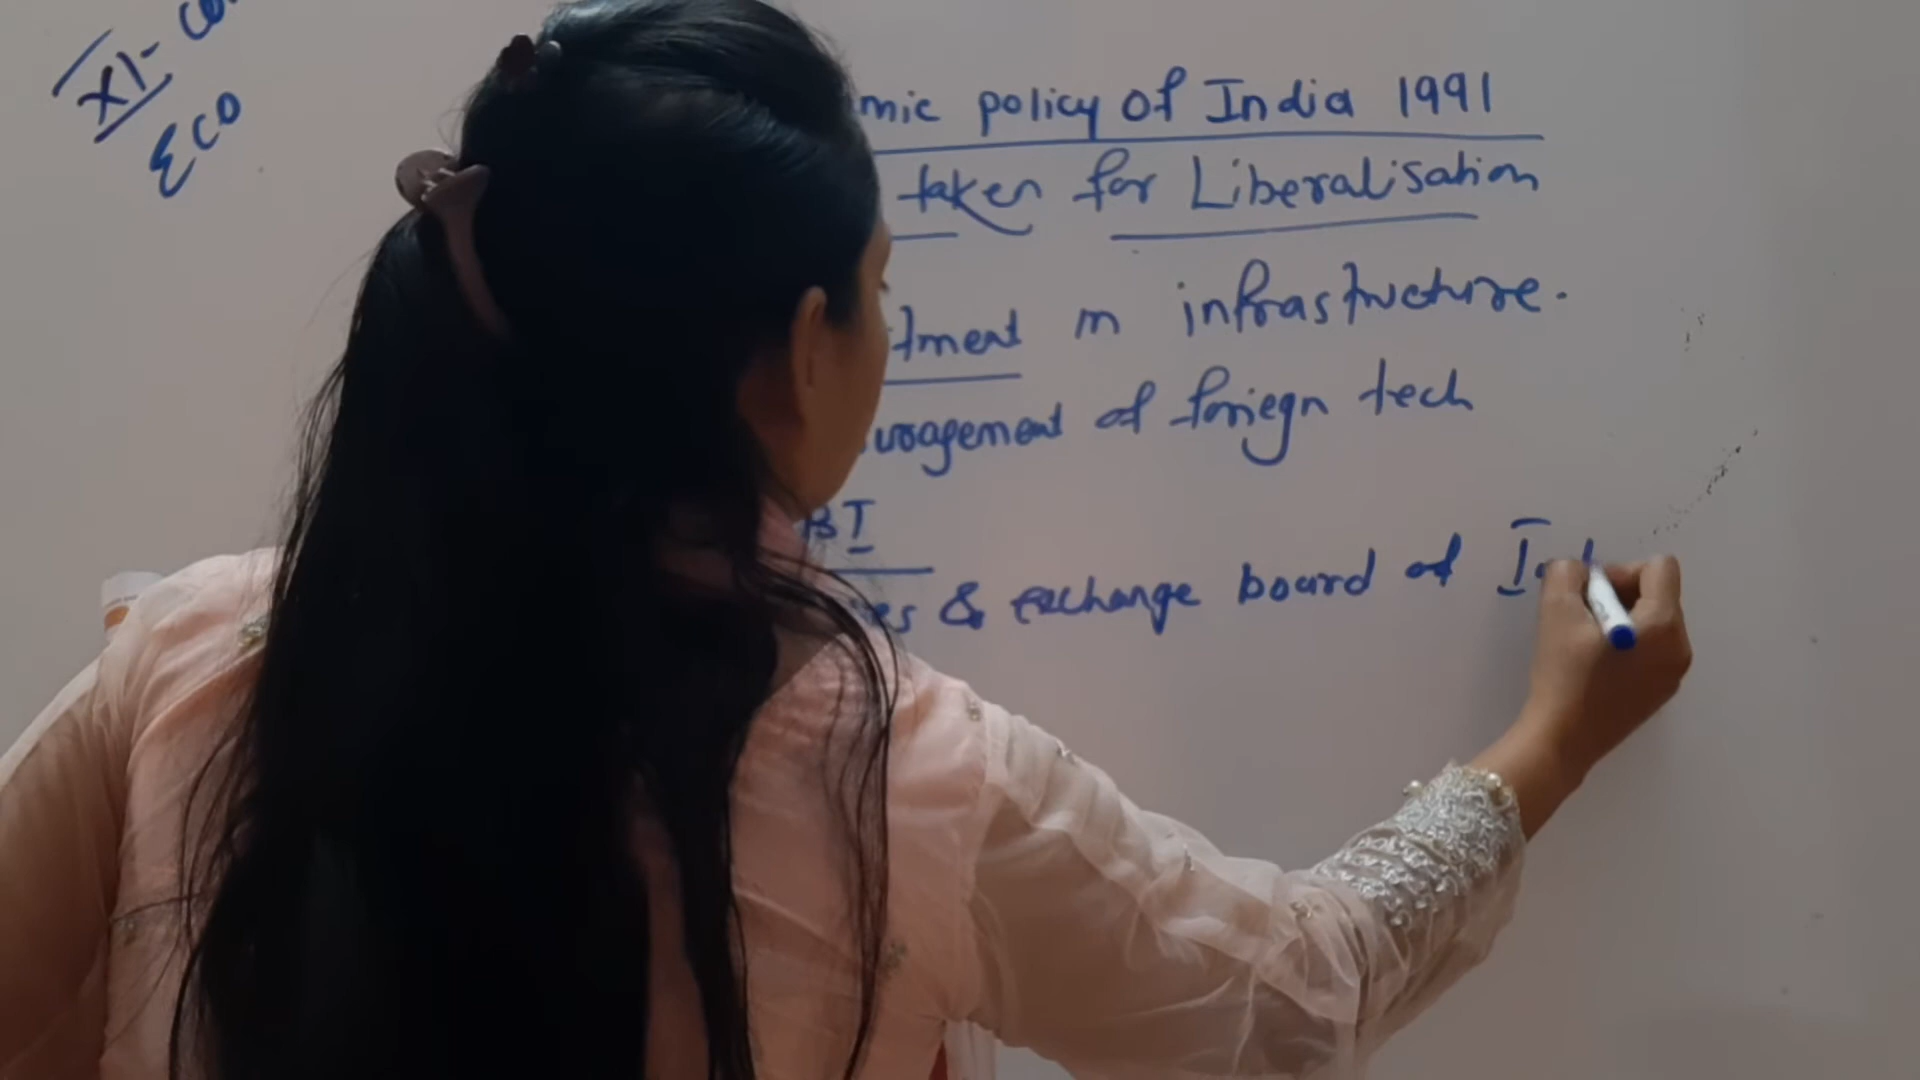 XI-
Eco
mic policy of India 1991
taken for Liberalisation
tment in infrastructure.
uragement of foriegn tech
BI
es & exchange board of